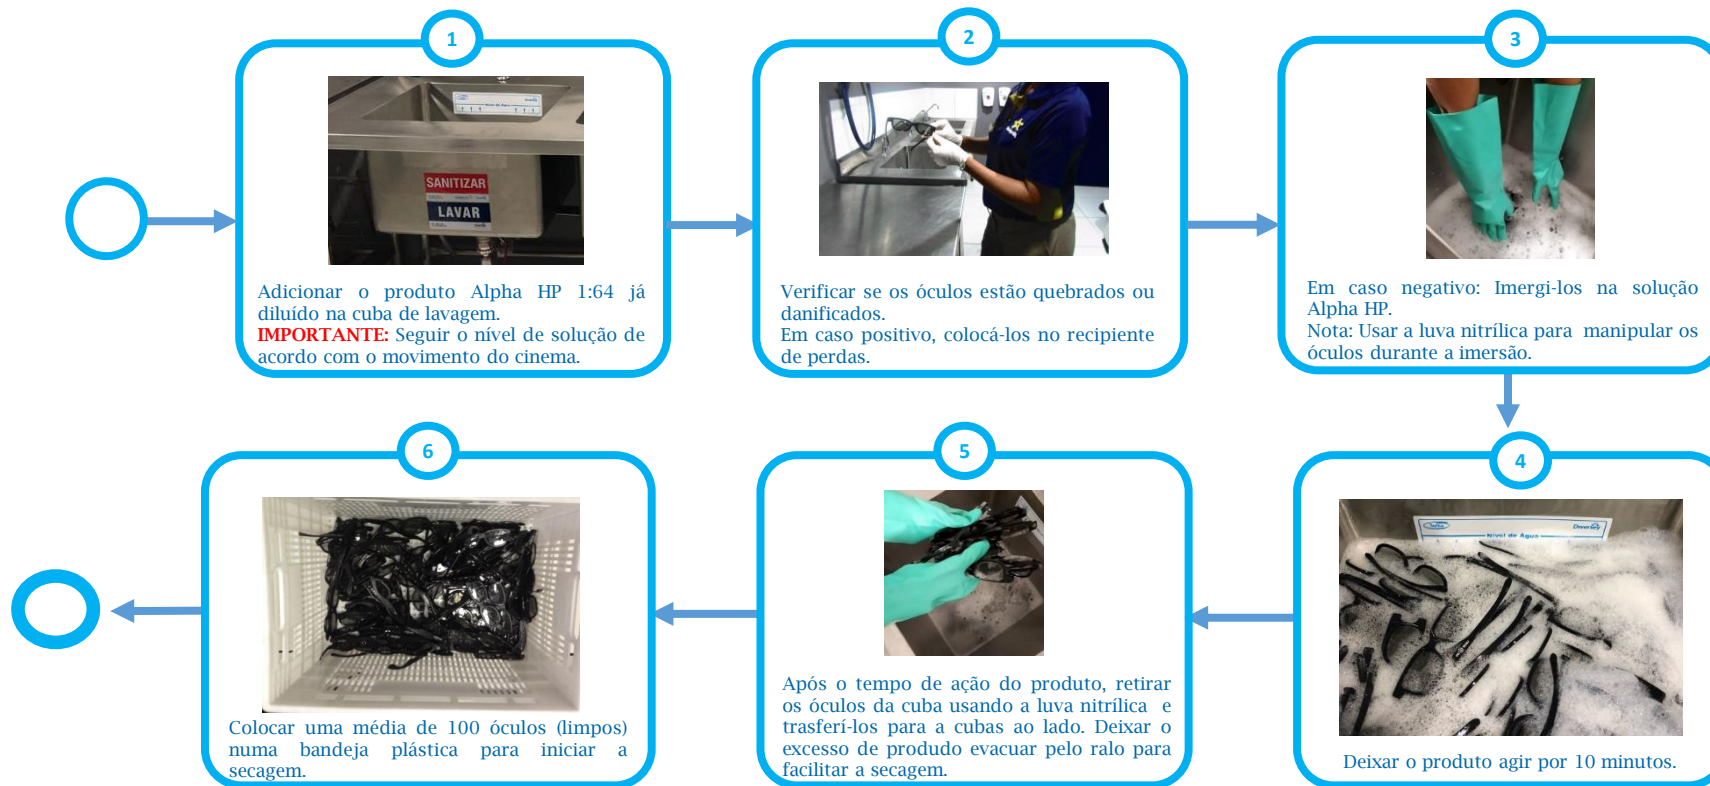 1
SANITIZAR
LAVAR
Adicionar o produto Alpha HP 1:64 já
diluído na cuba de lavagem.
IMPORTANTE: Seguir o nível de solução de
acordo com o movimento do cinema.
2
Verificar se os óculos estão quebrados ou
danificados.
Em caso positivo, colocá-los no recipiente
de perdas.
3
Em caso negativo: Imergi-los na solução
Alpha HP.
Nota: Usar a luva nitrílica para manipular os
óculos durante a imersão.
4
Diversey
Nível de Água
Deixar o produto agir por 10 minutos.
5
Após o tempo de ação do produto, retirar
os óculos da cuba usando a luva nitrílica e
trasferí-los para a cubas ao lado. Deixar o
excesso de produdo evacuar pelo ralo para
facilitar a secagem.
6
Colocar uma média de 100 óculos (limpos)
numa bandeja plástica para iniciar a
secagem.